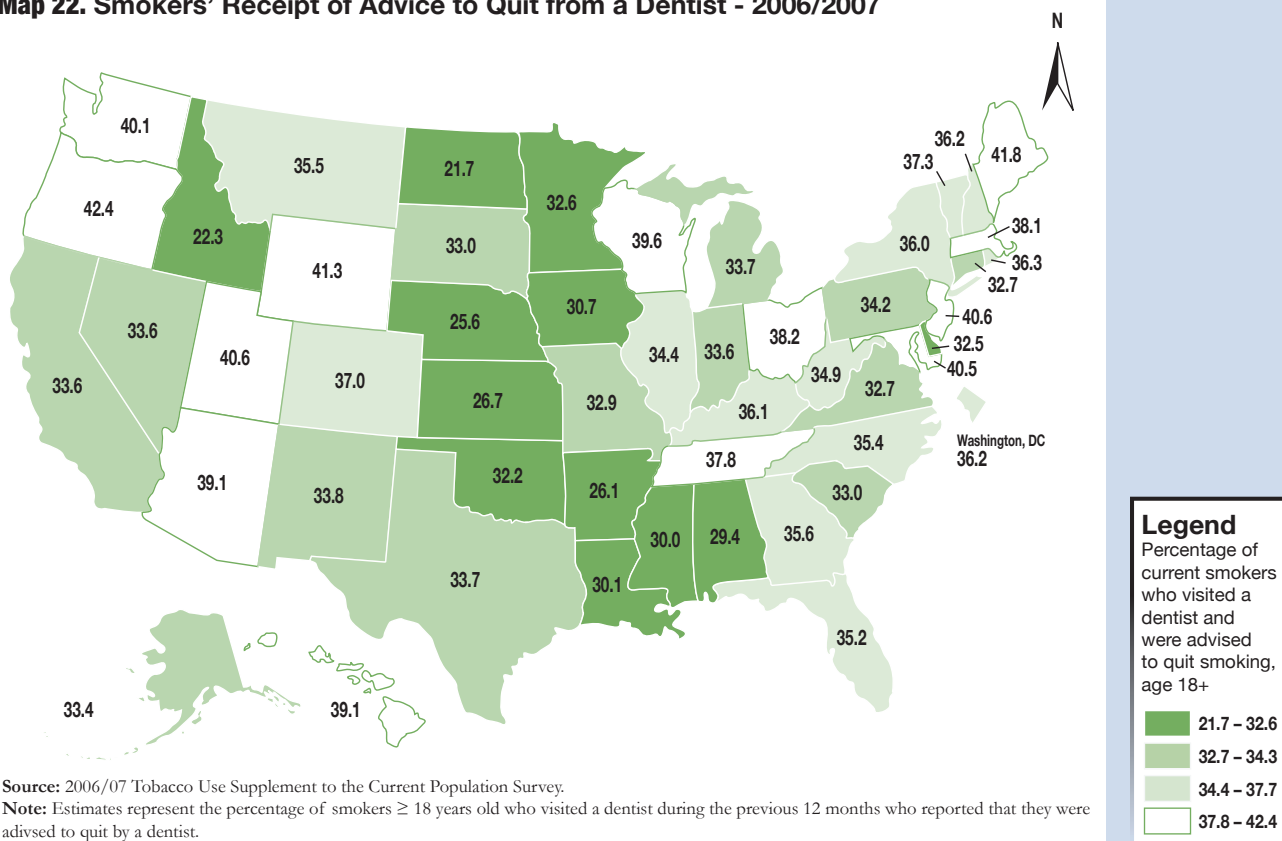 Map 22. Smokers' Receipt of Advice to Quit from a Dentist - 2006/2007
N
40.1
35.5
21.7
32.6
36.2
37.3
41.8
42.4
22.3
33.0
39.6
36.0
38.1
41.3
33.7
36.3
32.7
33.6
25.6
30.7
34.2
40.6
40.6
34.4
33.6
38.2
32.5
40.5
33.6
37.0
26.7
32.9
34.9
32.7
36.1
35.4
Washington, DC
36.2
37.8
39.1
33.8
32.2
26.1
33.0
30.0
29.4
35.6
33.7
30.1
35.2
33.4
39.1
Legend
Percentage of
current smokers
who visited a
dentist and
were advised
to quit smoking,
age 18+
21.7 – 32.6
32.7 – 34.3
34.4 – 37.7
37.8 – 42.4
Source: 2006/07 Tobacco Use Supplement to the Current Population Survey.
Note: Estimates represent the percentage of smokers ≥ 18 years old who visited a dentist during the previous 12 months who reported that they were
adivsed to quit by a dentist.